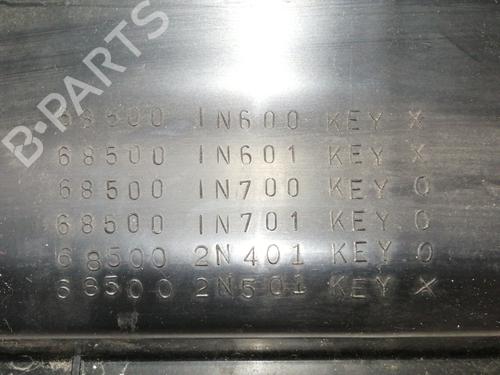 B-PARTS
68500 1N600 KEY X
68500 1N601 KEY X
68500 1N700 KEY O
68500 1N701 KEY O
68500 2N401 KEY O
68500 2N501 KEY X